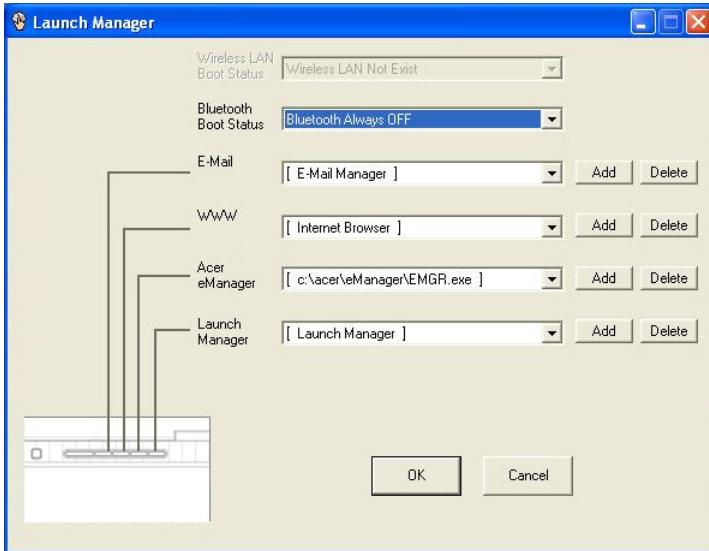 Launch Manager
Wireless LAN
Boot Status
Wireless LAN Not Exist
Bluetooth
Boot Status
Bluetooth Always OFF
E-Mail
[ E-Mail Manager ]
Add
Delete
WWW
[ Internet Browser ]
Add
Delete
Acer
eManager
[ c:\acer\eManager\EMGR.exe ]
Add
Delete
Launch
Manager
[ Launch Manager ]
Add
Delete
OK
Cancel